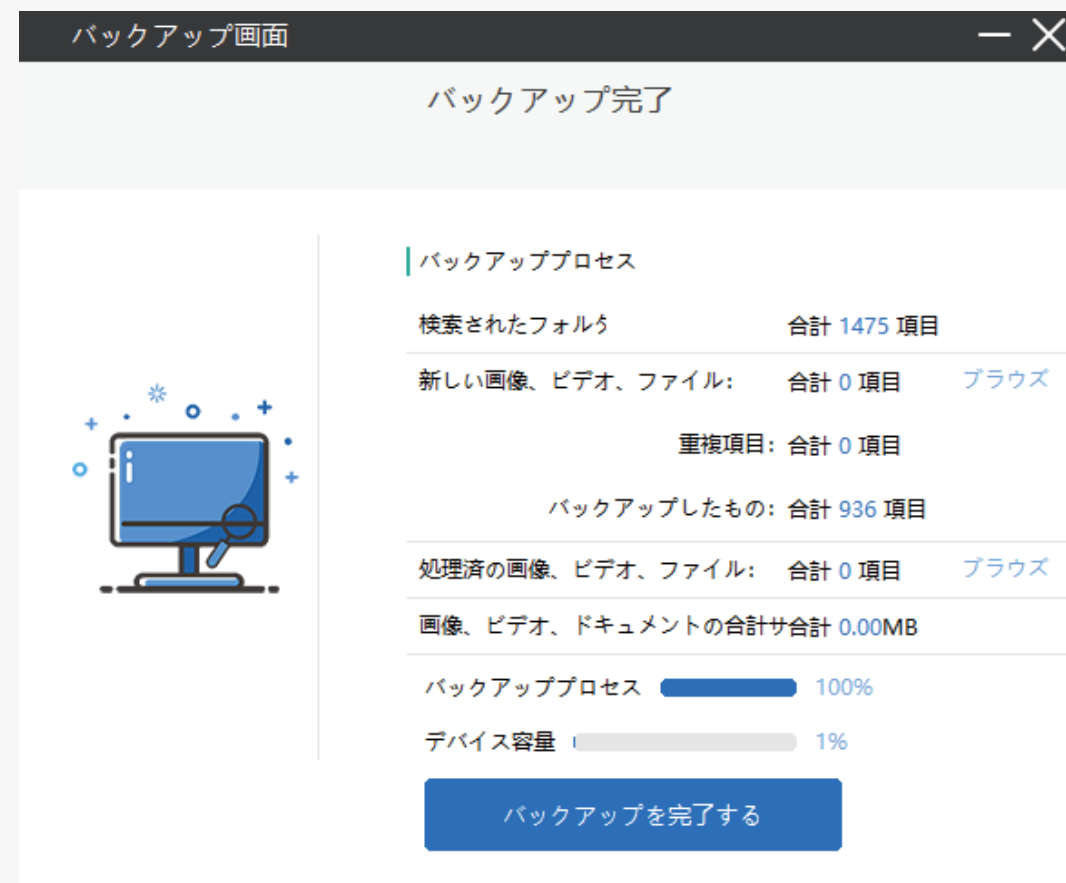 バックアップ画面
バックアップ完了
バックアッププロセス
検索されたフォルダ 合計 1475 項目
新しい画像、ビデオ、ファイル: 合計 0 項目 ブラウズ
重複項目: 合計 0 項目
バックアップしたもの: 合計 936 項目
処理済の画像、ビデオ、ファイル: 合計 0 項目 ブラウズ
画像、ビデオ、ドキュメントの合計サ合計 0.00MB
バックアッププロセス 100%
デバイス容量 1%
バックアップを完了する